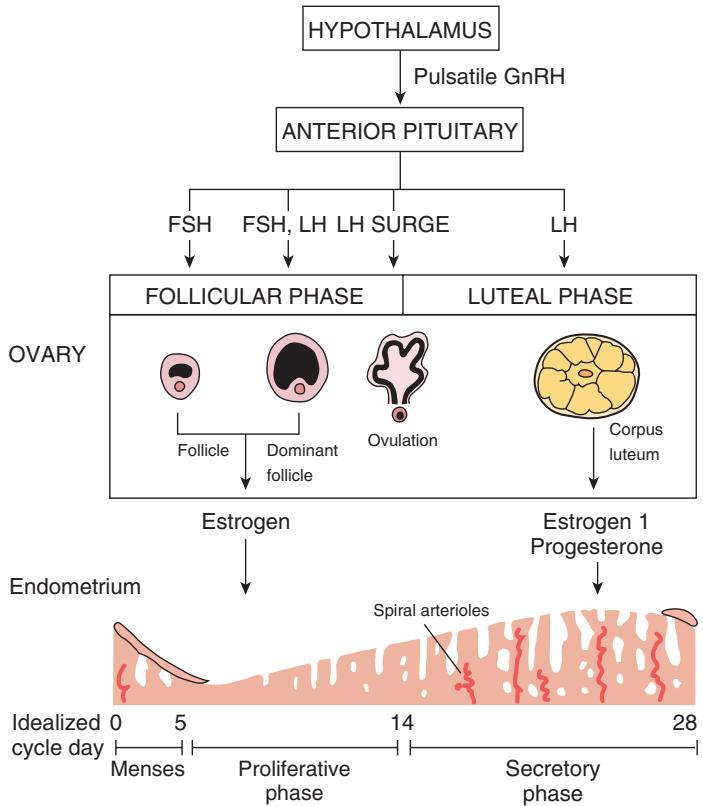 HYPOTHALAMUS
Pulsatile GnRH
ANTERIOR PITUITARY
FSH
FSH, LH
LH SURGE
LH
FOLLICULAR PHASE
LUTEAL PHASE
OVARY
Follicle
Dominant
follicle
Ovulation
Corpus
luteum
Estrogen
Estrogen 1
Progesterone
Endometrium
Spiral arterioles
Idealized
cycle day
0
5
14
28
Menses
Proliferative
phase
Secretory
phase